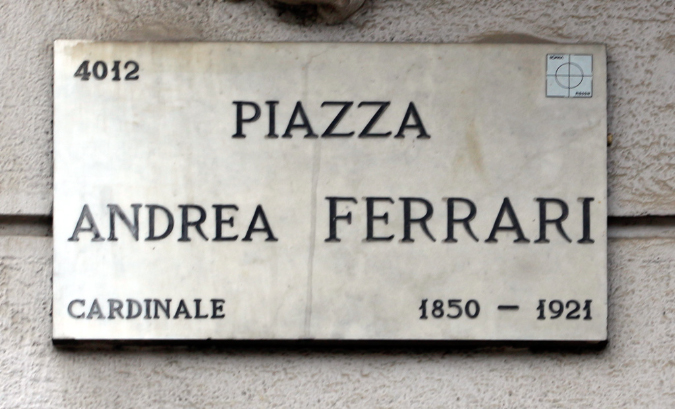 4012
PIAZZA
ANDREA FERRARI
CARDINALE 1850 – 1921